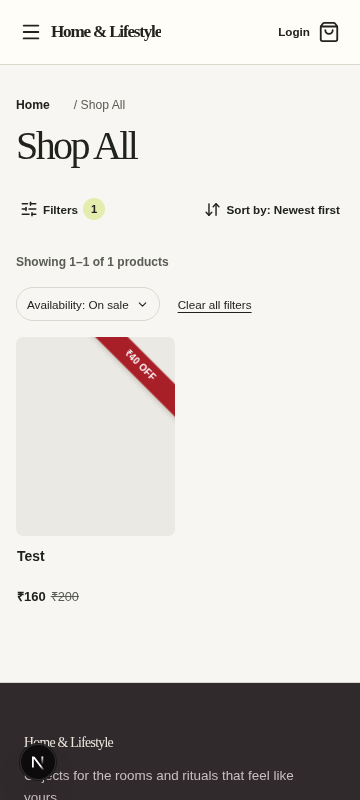 Home & Lifestyle
Login
Home / Shop All
Shop All
Filters 1
Sort by: Newest first
Showing 1–1 of 1 products
Availability: On sale
Clear all filters
₹40 OFF
Test
₹160 ₹200
Home & Lifestyle
N
for the rooms and rituals that feel like
yours